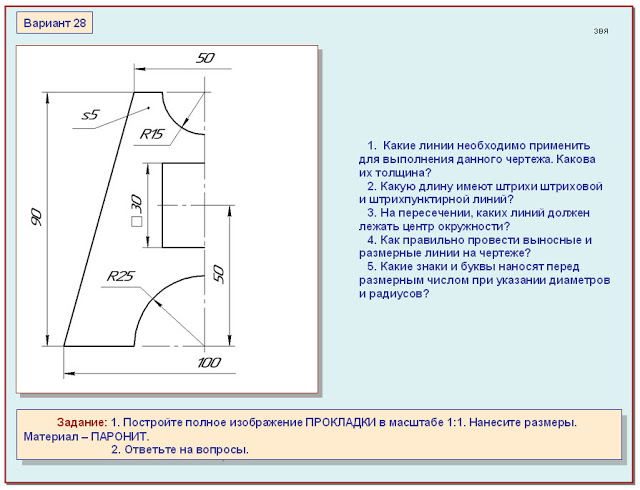 Вариант 28
звя
50
s5
R15
90
□30
R25
50
100
1. Какие линии необходимо применить
для выполнения данного чертежа. Какова
их толщина?
2. Какую длину имеют штрихи штриховой
и штрихпунктирной линий?
3. На пересечении, каких линий должен
лежать центр окружности?
4. Как правильно провести выносные и
размерные линии на чертеже?
5. Какие знаки и буквы наносят перед
размерным числом при указании диаметров
и радиусов?
Задание: 1. Постройте полное изображение ПРОКЛАДКИ в масштабе 1:1. Нанесите размеры.
Материал – ПАРОНИТ.
2. Ответьте на вопросы.